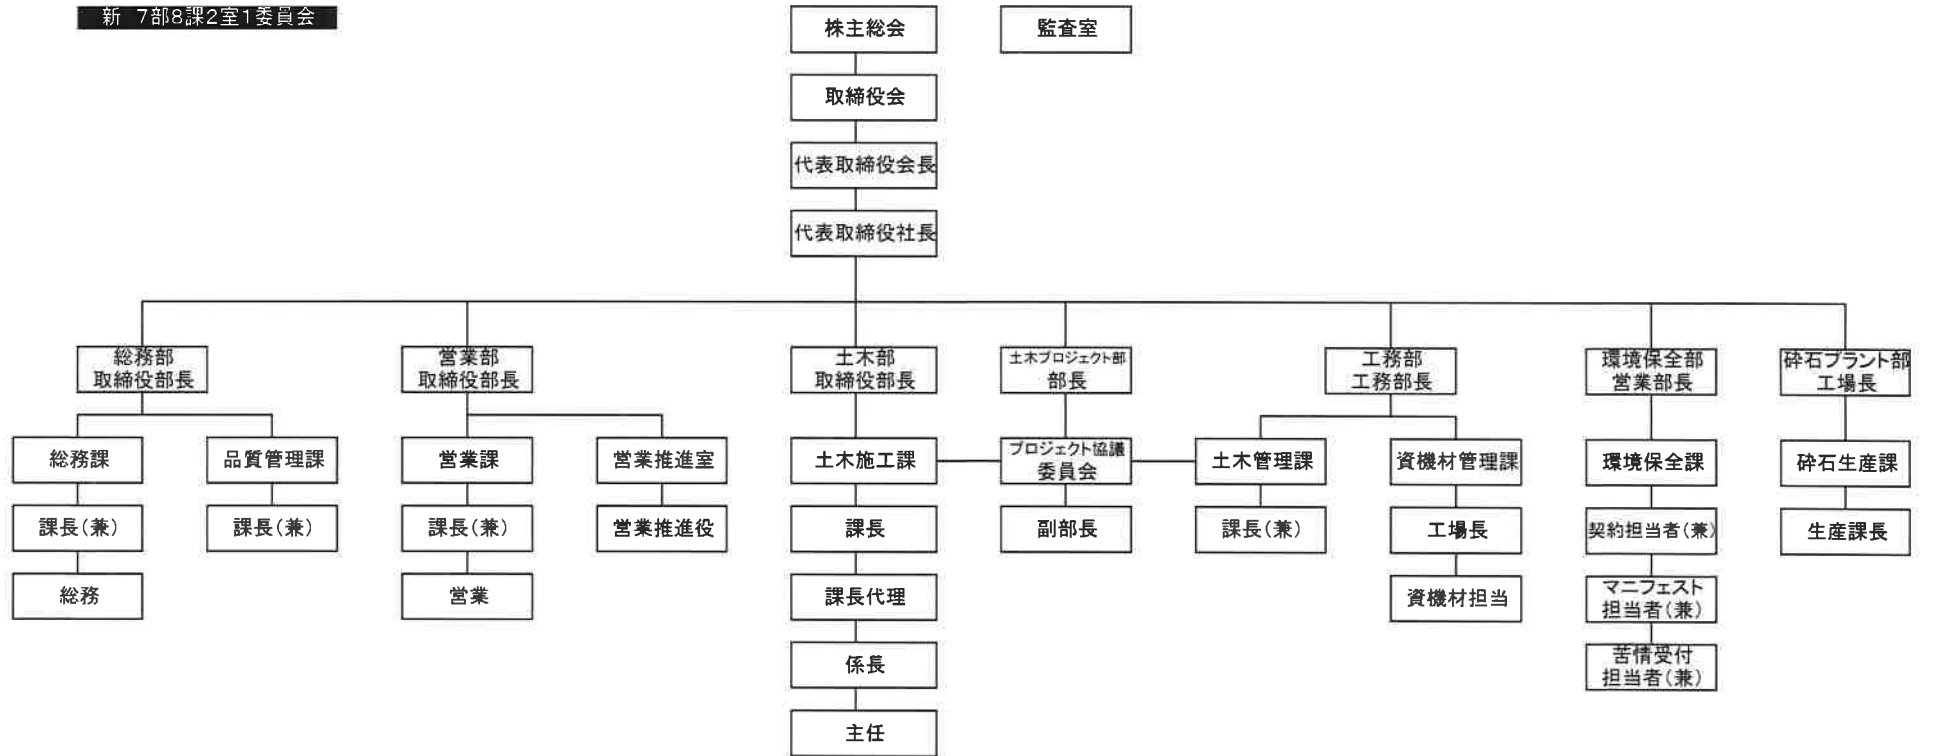 新 7部8課2室1委員会
株主総会
監査室
取締役会
代表取締役会長
代表取締役社長
総務部
取締役部長
営業部
取締役部長
土木部
取締役部長
土木プロジェクト部
部長
工務部
工務部長
環境保全部
営業部長
砕石プラント部
工場長
総務課
品質管理課
営業課
営業推進室
土木施工課
プロジェクト協議
委員会
土木管理課
資機材管理課
環境保全課
砕石生産課
課長(兼)
課長(兼)
課長(兼)
営業推進役
課長
副部長
課長(兼)
工場長
契約担当者(兼)
生産課長
総務
営業
課長代理
資機材担当
マニフェスト
担当者(兼)
係長
苦情受付
担当者(兼)
主任